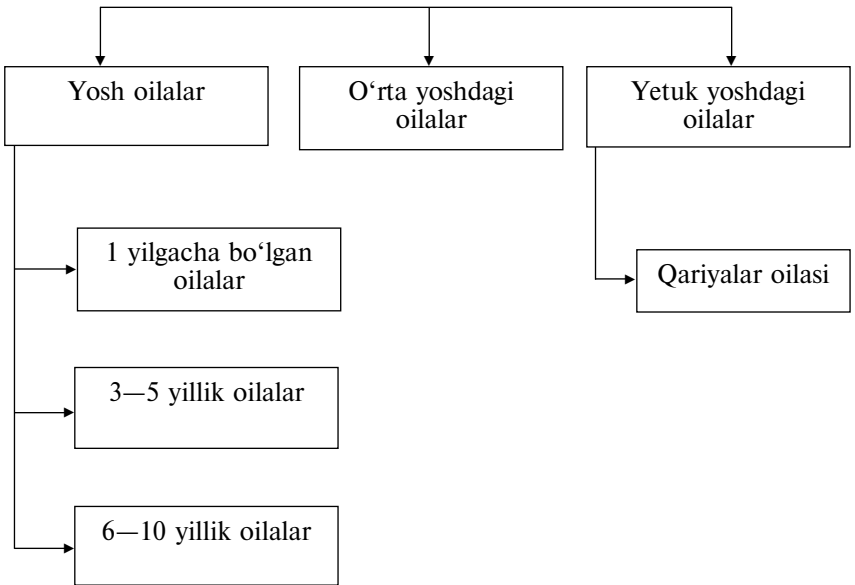 Yosh oilalar
O‘rta yoshdagi
oilalar
Yetuk yoshdagi
oilalar
1 yilgacha bo‘lgan
oilalar
Qariyalar oilasi
3—5 yillik oilalar
6—10 yillik oilalar